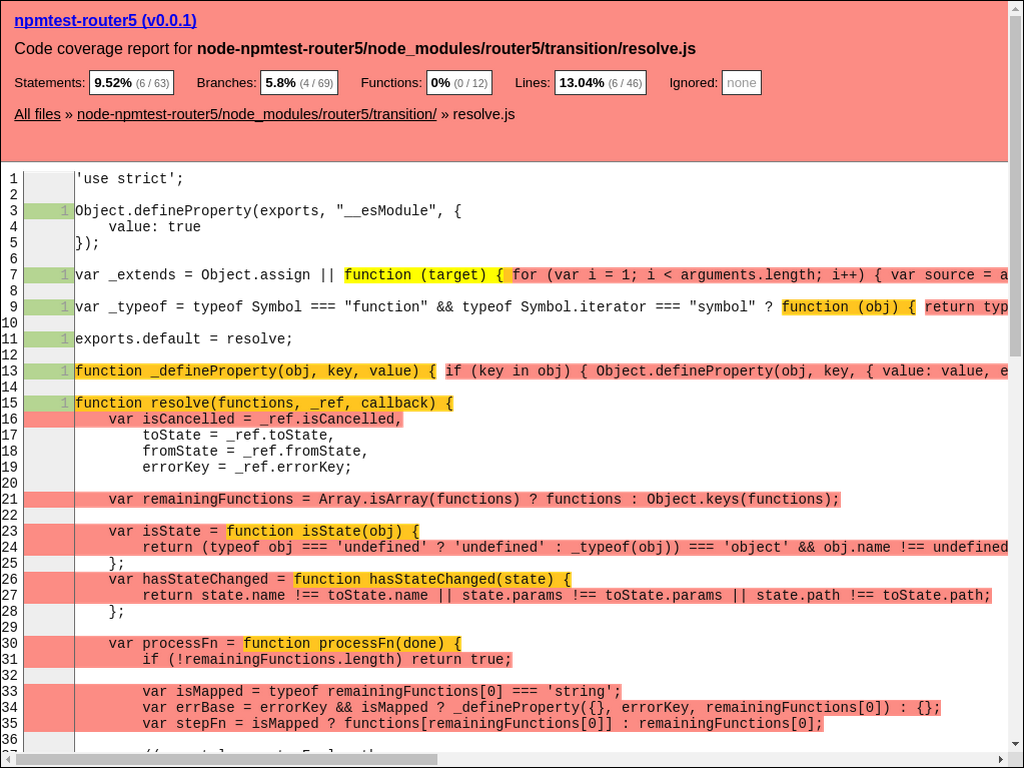 npmtest-router5 (v0.0.1)
Code coverage report for node-npmtest-router5/node_modules/router5/transition/resolve.js
Statements: 9.52% (6 / 63) Branches: 5.8% (4 / 69) Functions: 0% (0 / 12) Lines: 13.04% (6 / 46) Ignored: none
All files » node-npmtest-router5/node_modules/router5/transition/ » resolve.js
1 'use strict';
2
3 1 Object.defineProperty(exports, "__esModule", {
4 value: true
5 });
6
7 1 var _extends = Object.assign || function (target) { for (var i = 1; i < arguments.length; i++) { var source = a
8
9 1 var _typeof = typeof Symbol === "function" && typeof Symbol.iterator === "symbol" ? function (obj) { return typ
10
11 1 exports.default = resolve;
12
13 1 function _defineProperty(obj, key, value) { if (key in obj) { Object.defineProperty(obj, key, { value: value, e
14
15 1 function resolve(functions, _ref, callback) {
16 var isCancelled = _ref.isCancelled,
17 toState = _ref.toState,
18 fromState = _ref.fromState,
19 errorKey = _ref.errorKey;
20
21 var remainingFunctions = Array.isArray(functions) ? functions : Object.keys(functions);
22
23 var isState = function isState(obj) {
24 return (typeof obj === 'undefined' ? 'undefined' : _typeof(obj)) === 'object' && obj.name !== undefined
25 };
26 var hasStateChanged = function hasStateChanged(state) {
27 return state.name !== toState.name || state.params !== toState.params || state.path !== toState.path;
28 };
29
30 var processFn = function processFn(done) {
31 if (!remainingFunctions.length) return true;
32
33 var isMapped = typeof remainingFunctions[0] === 'string';
34 var errBase = errorKey && isMapped ? _defineProperty({}, errorKey, remainingFunctions[0]) : {};
35 var stepFn = isMapped ? functions[remainingFunctions[0]] : remainingFunctions[0];
36